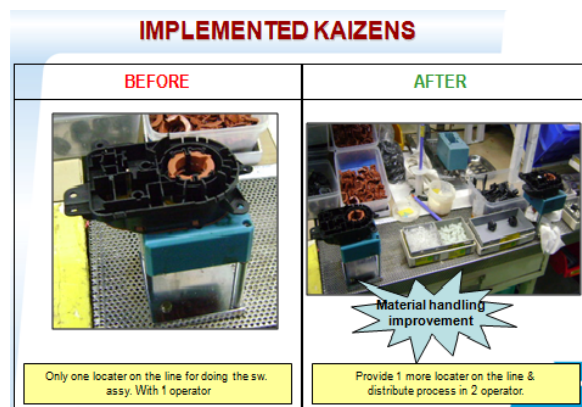 IMPLEMENTED KAIZENS
BEFORE
AFTER
Material handling
improvement
Only one locater on the line for doing the sw.
assy. With 1 operator
Provide 1 more locater on the line &
distribute process in 2 operator.